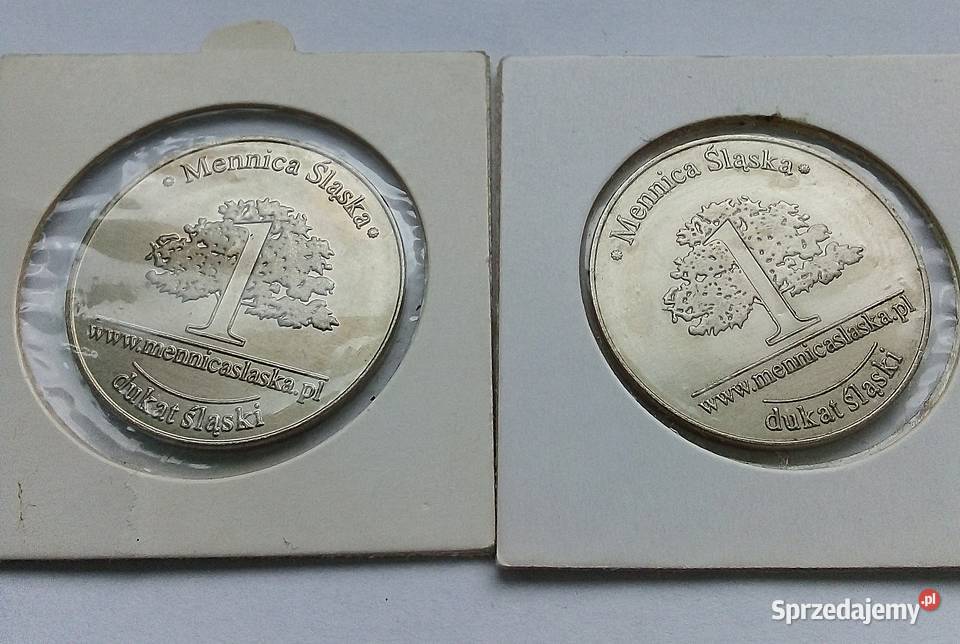 * Mennica Śląska *
1
www.mennicaslaska.pl
dukat śląski
* Mennica Śląska *
1
www.mennicaslaska.pl
dukat śląski
Sprzedajemy.pl